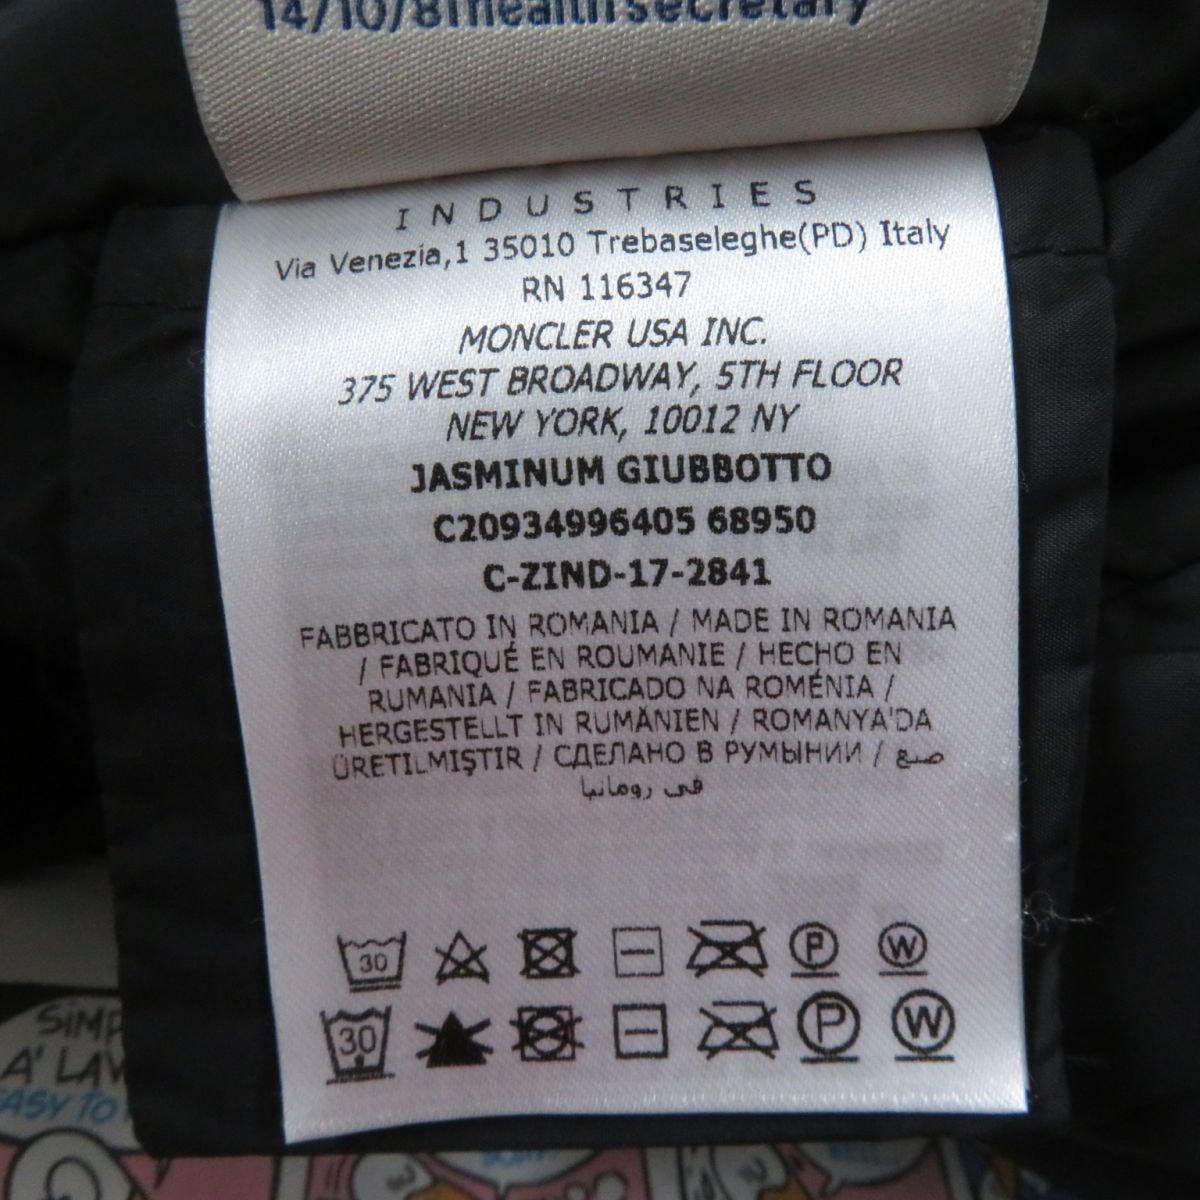 14/10/81health secretary
INDUSTRIES
Via Venezia,1 35010 Trebaseleghe(PD) Italy
RN 116347
MONCLER USA INC.
375 WEST BROADWAY, 5TH FLOOR
NEW YORK, 10012 NY
JASMINUM GIUBBOTTO
C20934996405 68950
C-ZIND-17-2841
FABBRICATO IN ROMANIA / MADE IN ROMANIA
/ FABRIQUÉ EN ROUMANIE / HECHO EN
RUMANIA / FABRICADO NA ROMÉNIA /
HERGESTELLT IN RUMÄNIEN / ROMANYA'DA
ÜRETILMIŞTIR / СДЕЛАНО В РУМЫНИИ / صنع
في رومانيا
30 P W
30 P W
SIMP
A' LAV
EASY TO